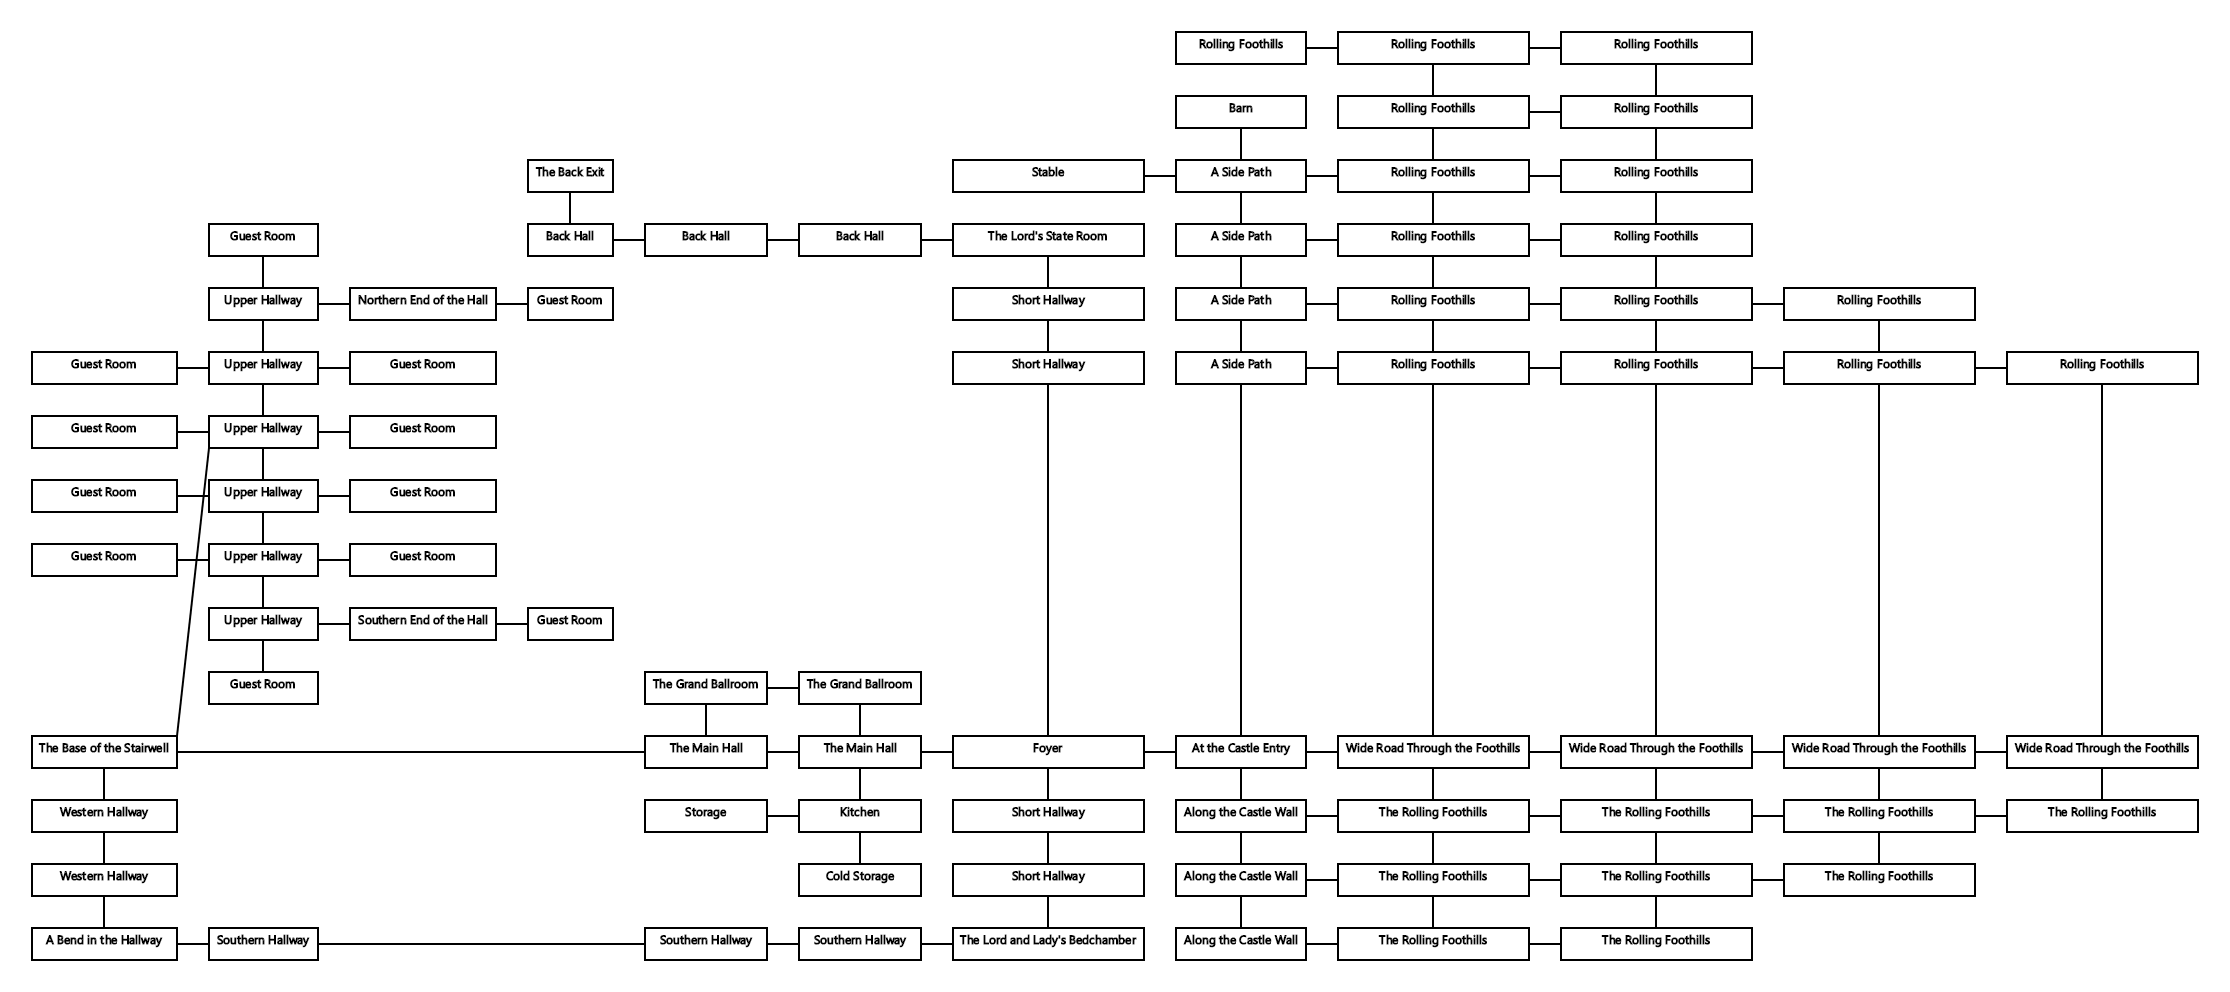 Rolling Foothills
Rolling Foothills
Rolling Foothills
Barn
Rolling Foothills
Rolling Foothills
The Back Exit
Stable
A Side Path
Rolling Foothills
Rolling Foothills
Guest Room
Back Hall
Back Hall
Back Hall
The Lord's State Room
A Side Path
Rolling Foothills
Rolling Foothills
Upper Hallway
Northern End of the Hall
Guest Room
Short Hallway
A Side Path
Rolling Foothills
Rolling Foothills
Rolling Foothills
Guest Room
Upper Hallway
Guest Room
Short Hallway
A Side Path
Rolling Foothills
Rolling Foothills
Rolling Foothills
Rolling Foothills
Guest Room
Upper Hallway
Guest Room
Guest Room
Upper Hallway
Guest Room
Guest Room
Upper Hallway
Guest Room
Upper Hallway
Southern End of the Hall
Guest Room
Guest Room
The Grand Ballroom
The Grand Ballroom
The Base of the Stairwell
The Main Hall
The Main Hall
Foyer
At the Castle Entry
Wide Road Through the Foothills
Wide Road Through the Foothills
Wide Road Through the Foothills
Wide Road Through the Foothills
Western Hallway
Storage
Kitchen
Short Hallway
Along the Castle Wall
The Rolling Foothills
The Rolling Foothills
The Rolling Foothills
The Rolling Foothills
Western Hallway
Cold Storage
Short Hallway
Along the Castle Wall
The Rolling Foothills
The Rolling Foothills
The Rolling Foothills
A Bend in the Hallway
Southern Hallway
Southern Hallway
Southern Hallway
The Lord and Lady's Bedchamber
Along the Castle Wall
The Rolling Foothills
The Rolling Foothills